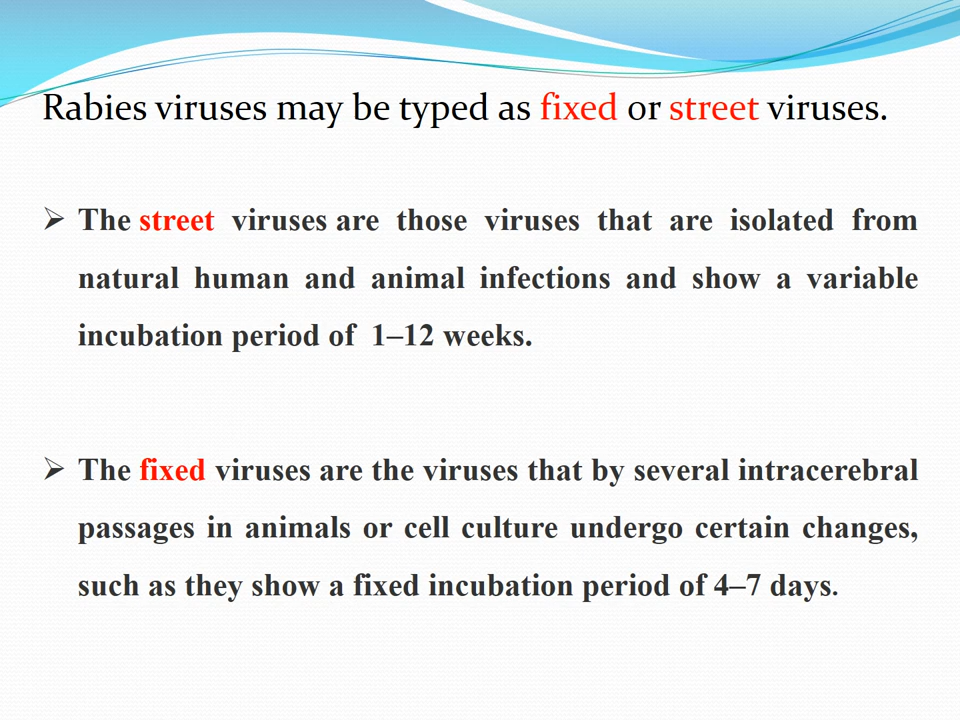 Rabies viruses may be typed as fixed or street viruses.
➢ The street viruses are those viruses that are isolated from
natural human and animal infections and show a variable
incubation period of 1–12 weeks.
➢ The fixed viruses are the viruses that by several intracerebral
passages in animals or cell culture undergo certain changes,
such as they show a fixed incubation period of 4–7 days.